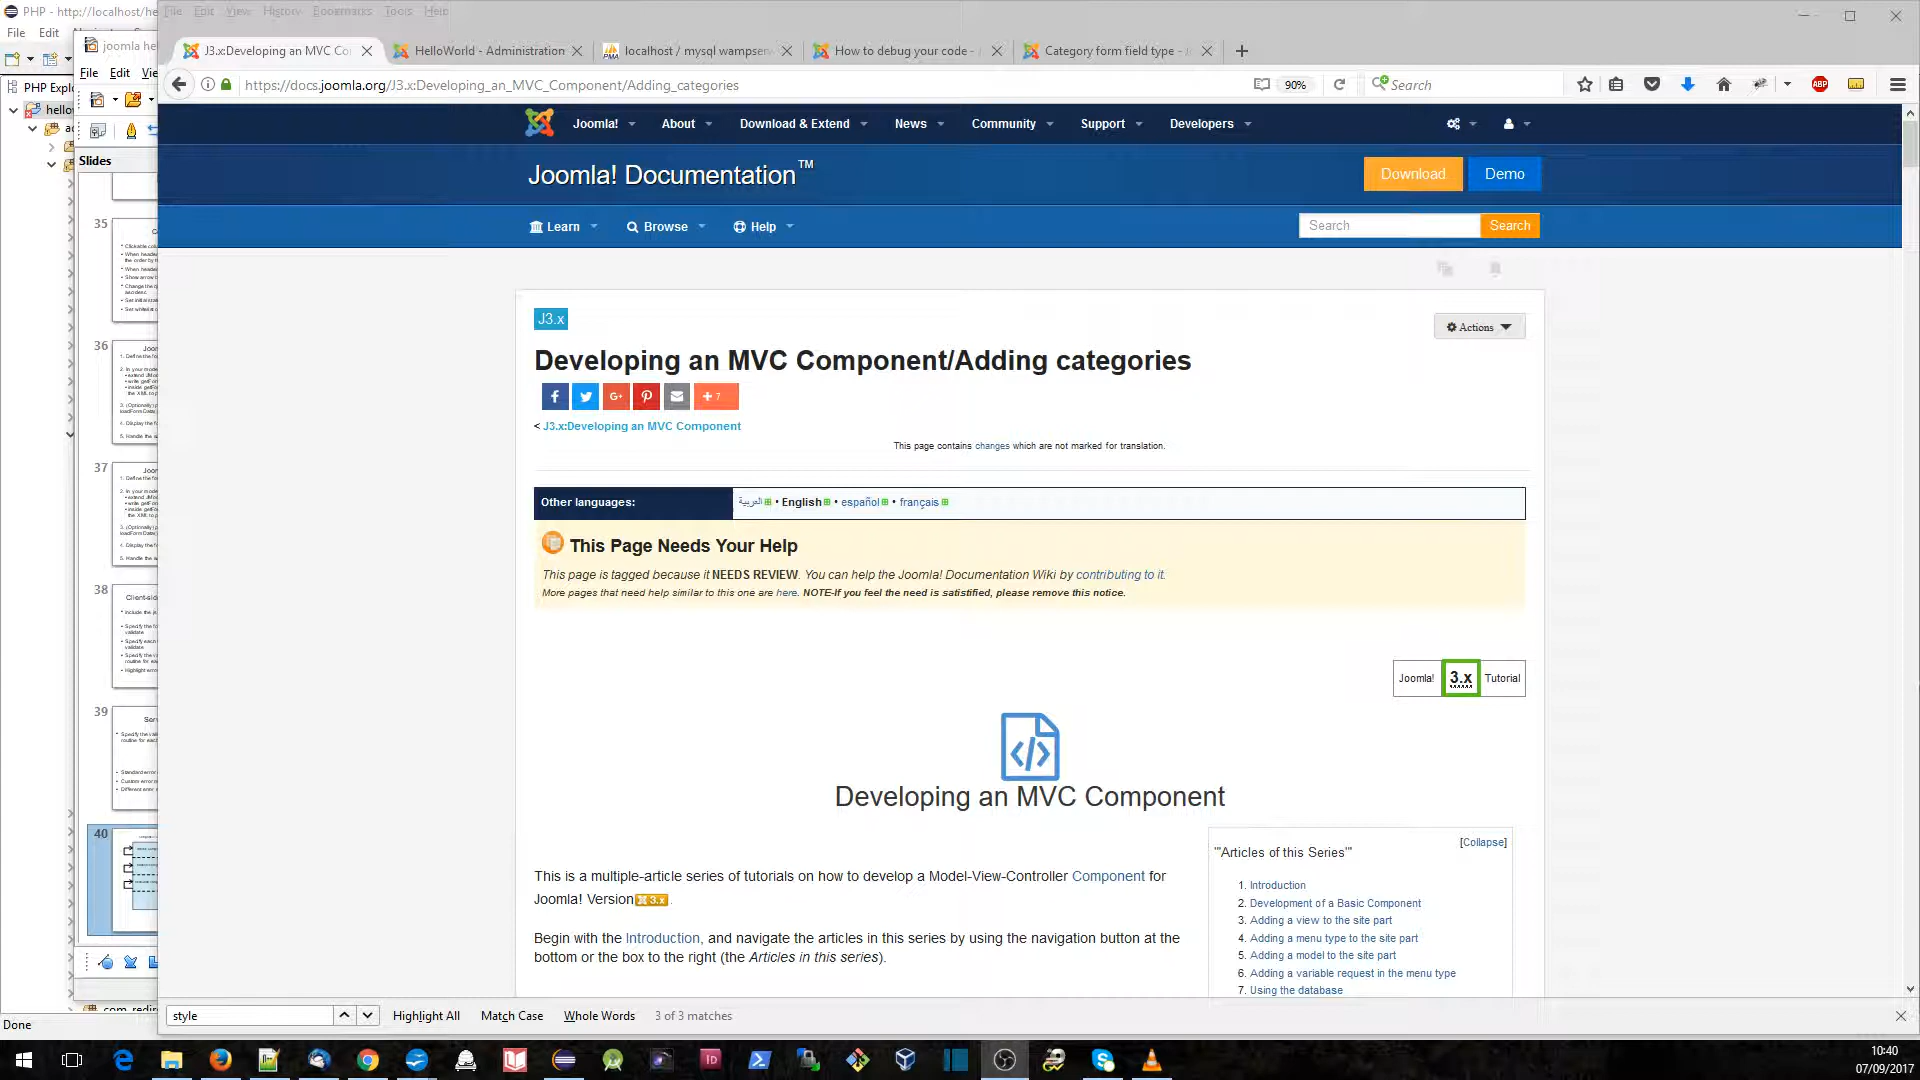 PHP - http://localhost/he
File Edit
joomla he
File Edit Vie
PHP Explo
hello
Slides
35
36
37
38
39
40
Done
File Edit View History Bookmarks Tools Help
J3.x:Developing an MVC Co
HelloWorld - Administration
localhost / mysql wampserv
How to debug your code -
Category form field type -
https://docs.joomla.org/J3.x:Developing_an_MVC_Component/Adding_categories
90%
Search
ABP
Joomla! About Download & Extend News Community Support Developers
Joomla! Documentation™
Download Demo
Learn Browse Help
Search Search
J3.x
Actions
Developing an MVC Component/Adding categories
G+
7
< J3.x:Developing an MVC Component
This page contains changes which are not marked for translation.
Other languages: العربية • English • español • français
This Page Needs Your Help
This page is tagged because it NEEDS REVIEW. You can help the Joomla! Documentation Wiki by contributing to it.
More pages that need help similar to this one are here. NOTE-If you feel the need is satistified, please remove this notice.
Joomla! 3.x Tutorial
Developing an MVC Component
[Collapse]
"'Articles of this Series'"
1. Introduction
2. Development of a Basic Component
3. Adding a view to the site part
4. Adding a menu type to the site part
5. Adding a model to the site part
6. Adding a variable request in the menu type
7. Using the database
This is a multiple-article series of tutorials on how to develop a Model-View-Controller Component for
Joomla! Version 3.x .
Begin with the Introduction, and navigate the articles in this series by using the navigation button at the
bottom or the box to the right (the Articles in this series).
style
Highlight All Match Case Whole Words 3 of 3 matches
10:40
07/09/2017